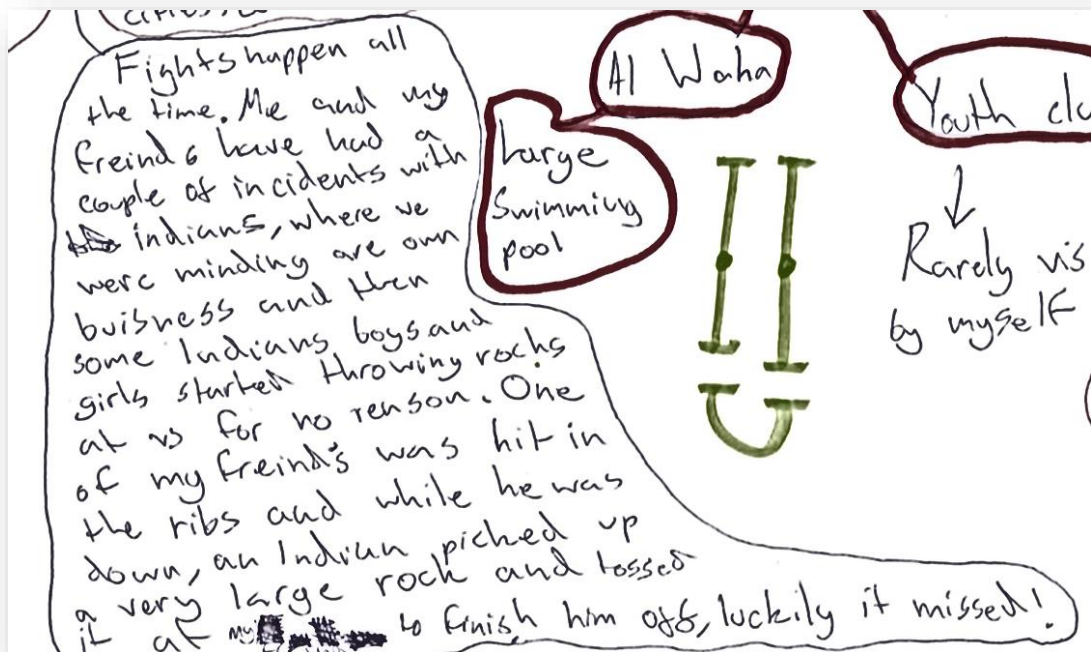 Fights happen all
the time. Me and my
freinds have had a
couple of incidents with
indians, where we
were minding are own
buisness and then
some Indians boys and
girls started throwing rocks
at us for no reason. One
of my freind's was hit in
the ribs and while he was
down, an Indian picked up
a very large rock and tossed
it at my to finish him off, luckily it missed!
Al Waha
Large
Swimming
pool
Youth clu
Rarely vis
by myself